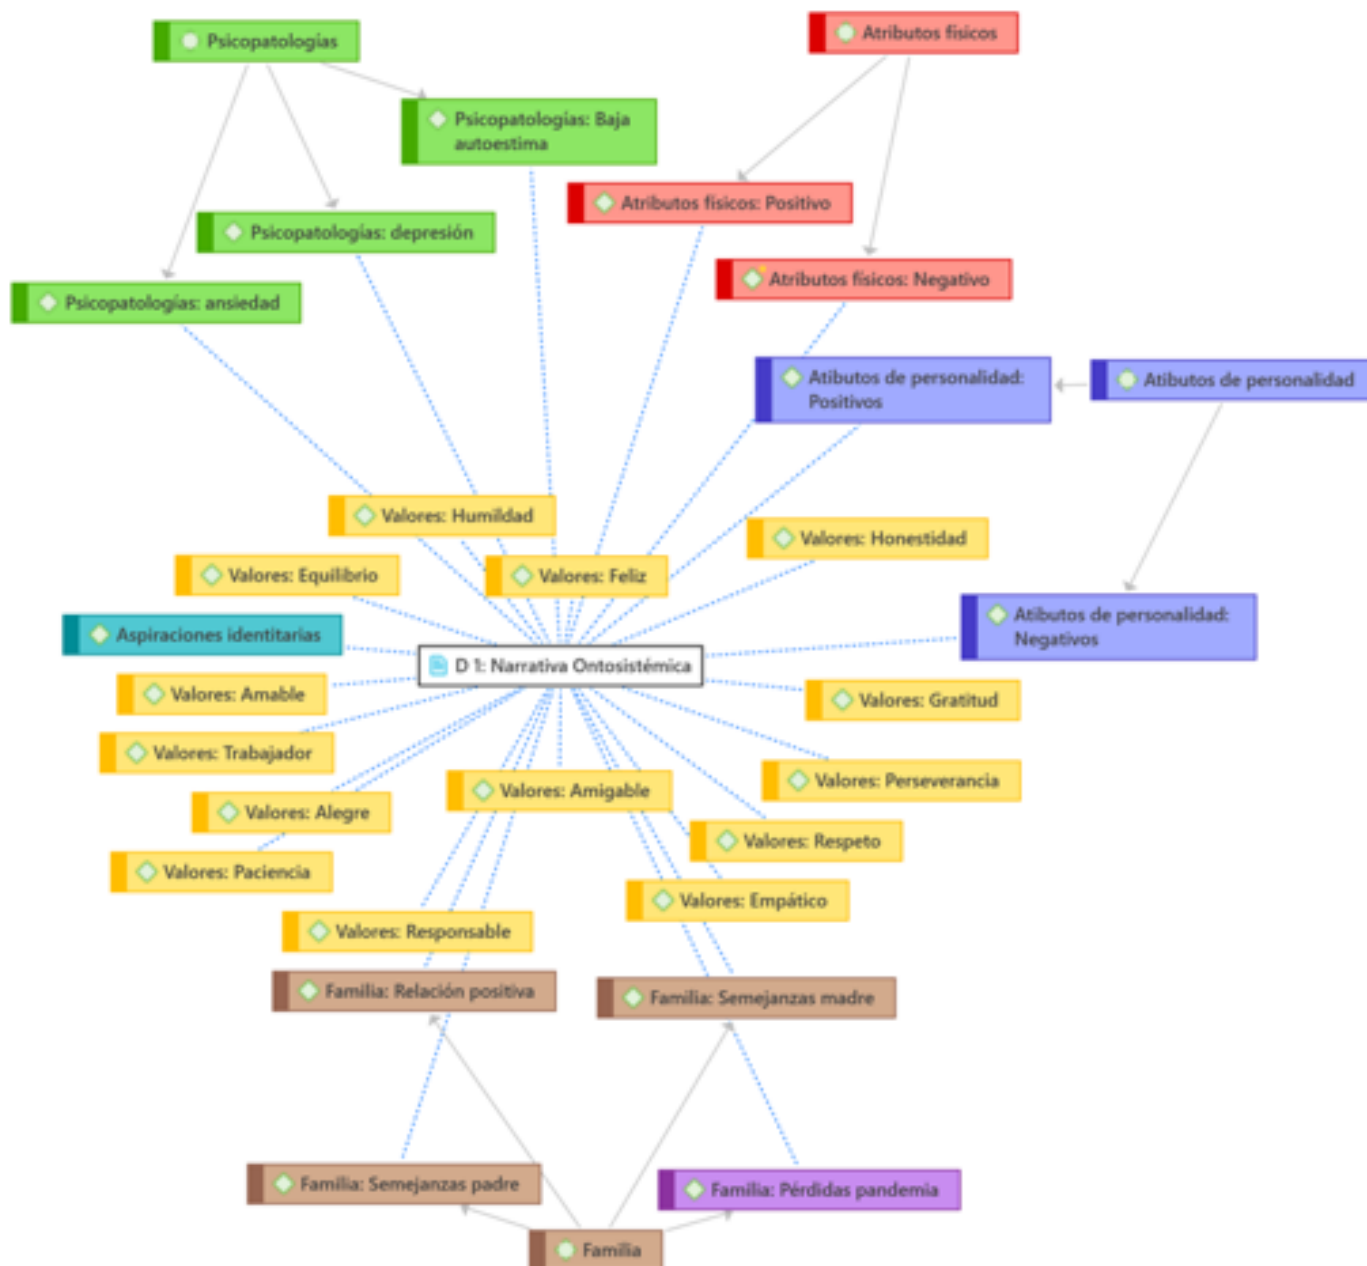 Psicopatologías
Atributos físicos
Psicopatologías: Baja
autoestima
Atributos físicos: Positivo
Psicopatologías: depresión
Atributos físicos: Negativo
Psicopatologías: ansiedad
Atibutos de personalidad:
Positivos
Atibutos de personalidad
Valores: Humildad
Valores: Honestidad
Valores: Equilibrio
Valores: Feliz
Atibutos de personalidad:
Negativos
Aspiraciones identitarias
D 1: Narrativa Ontosistémica
Valores: Amable
Valores: Gratitud
Valores: Trabajador
Valores: Amigable
Valores: Perseverancia
Valores: Alegre
Valores: Respeto
Valores: Paciencia
Valores: Empático
Valores: Responsable
Familia: Relación positiva
Familia: Semejanzas madre
Familia: Semejanzas padre
Familia: Pérdidas pandemia
Familia